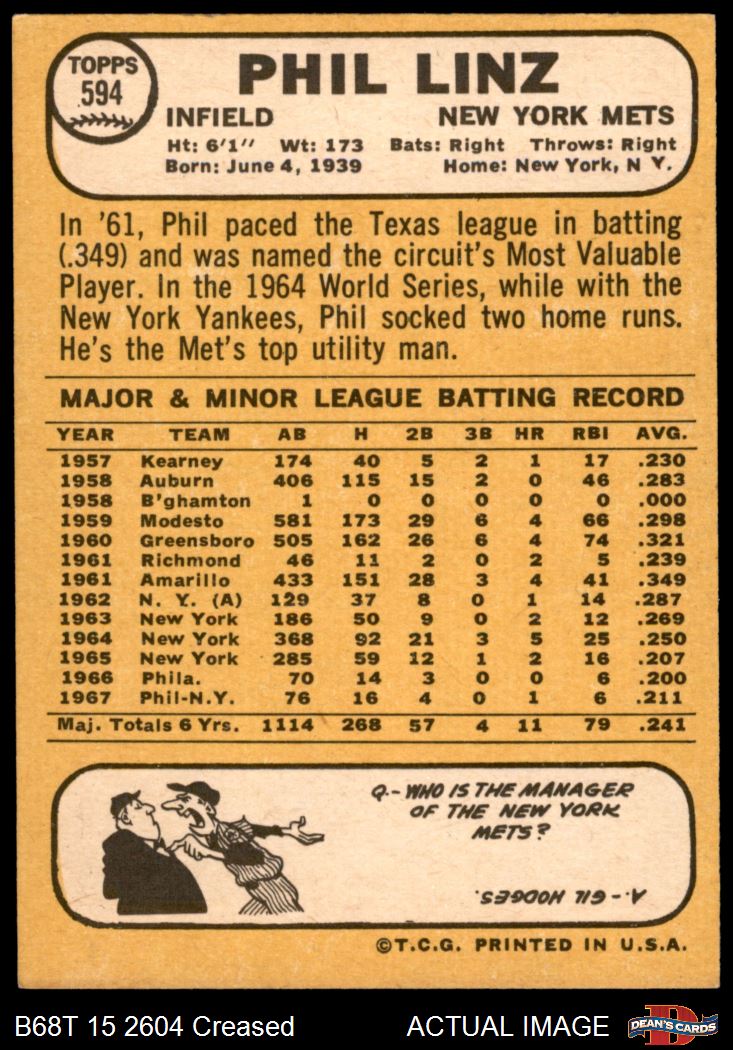 TOPPS
594
PHIL LINZ
INFIELD NEW YORK METS
Ht: 6'1" Wt: 173 Bats: Right Throws: Right
Born: June 4, 1939 Home: New York, N Y.
In '61, Phil paced the Texas league in batting
(.349) and was named the circuit's Most Valuable
Player. In the 1964 World Series, while with the
New York Yankees, Phil socked two home runs.
He's the Met's top utility man.
MAJOR & MINOR LEAGUE BATTING RECORD
YEAR TEAM AB H 2B 3B HR RBI AVG.
1957 Kearney 174 40 5 2 1 17 .230
1958 Auburn 406 115 15 2 0 46 .283
1958 B'ghamton 1 0 0 0 0 0 .000
1959 Modesto 581 173 29 6 4 66 .298
1960 Greensboro 505 162 26 6 4 74 .321
1961 Richmond 46 11 2 0 2 5 .239
1961 Amarillo 433 151 28 3 4 41 .349
1962 N. Y. (A) 129 37 8 0 1 14 .287
1963 New York 186 50 9 0 2 12 .269
1964 New York 368 92 21 3 5 25 .250
1965 New York 285 59 12 1 2 16 .207
1966 Phila. 70 14 3 0 0 6 .200
1967 Phil-N.Y. 76 16 4 0 1 6 .211
Maj. Totals 6 Yrs. 1114 268 57 4 11 79 .241
Q.- WHO IS THE MANAGER
OF THE NEW YORK
METS?
A.- GIL HODGES.
©T.C.G. PRINTED IN U.S.A.
B68T 15 2604 Creased ACTUAL IMAGE
D
DEAN'S CARDS